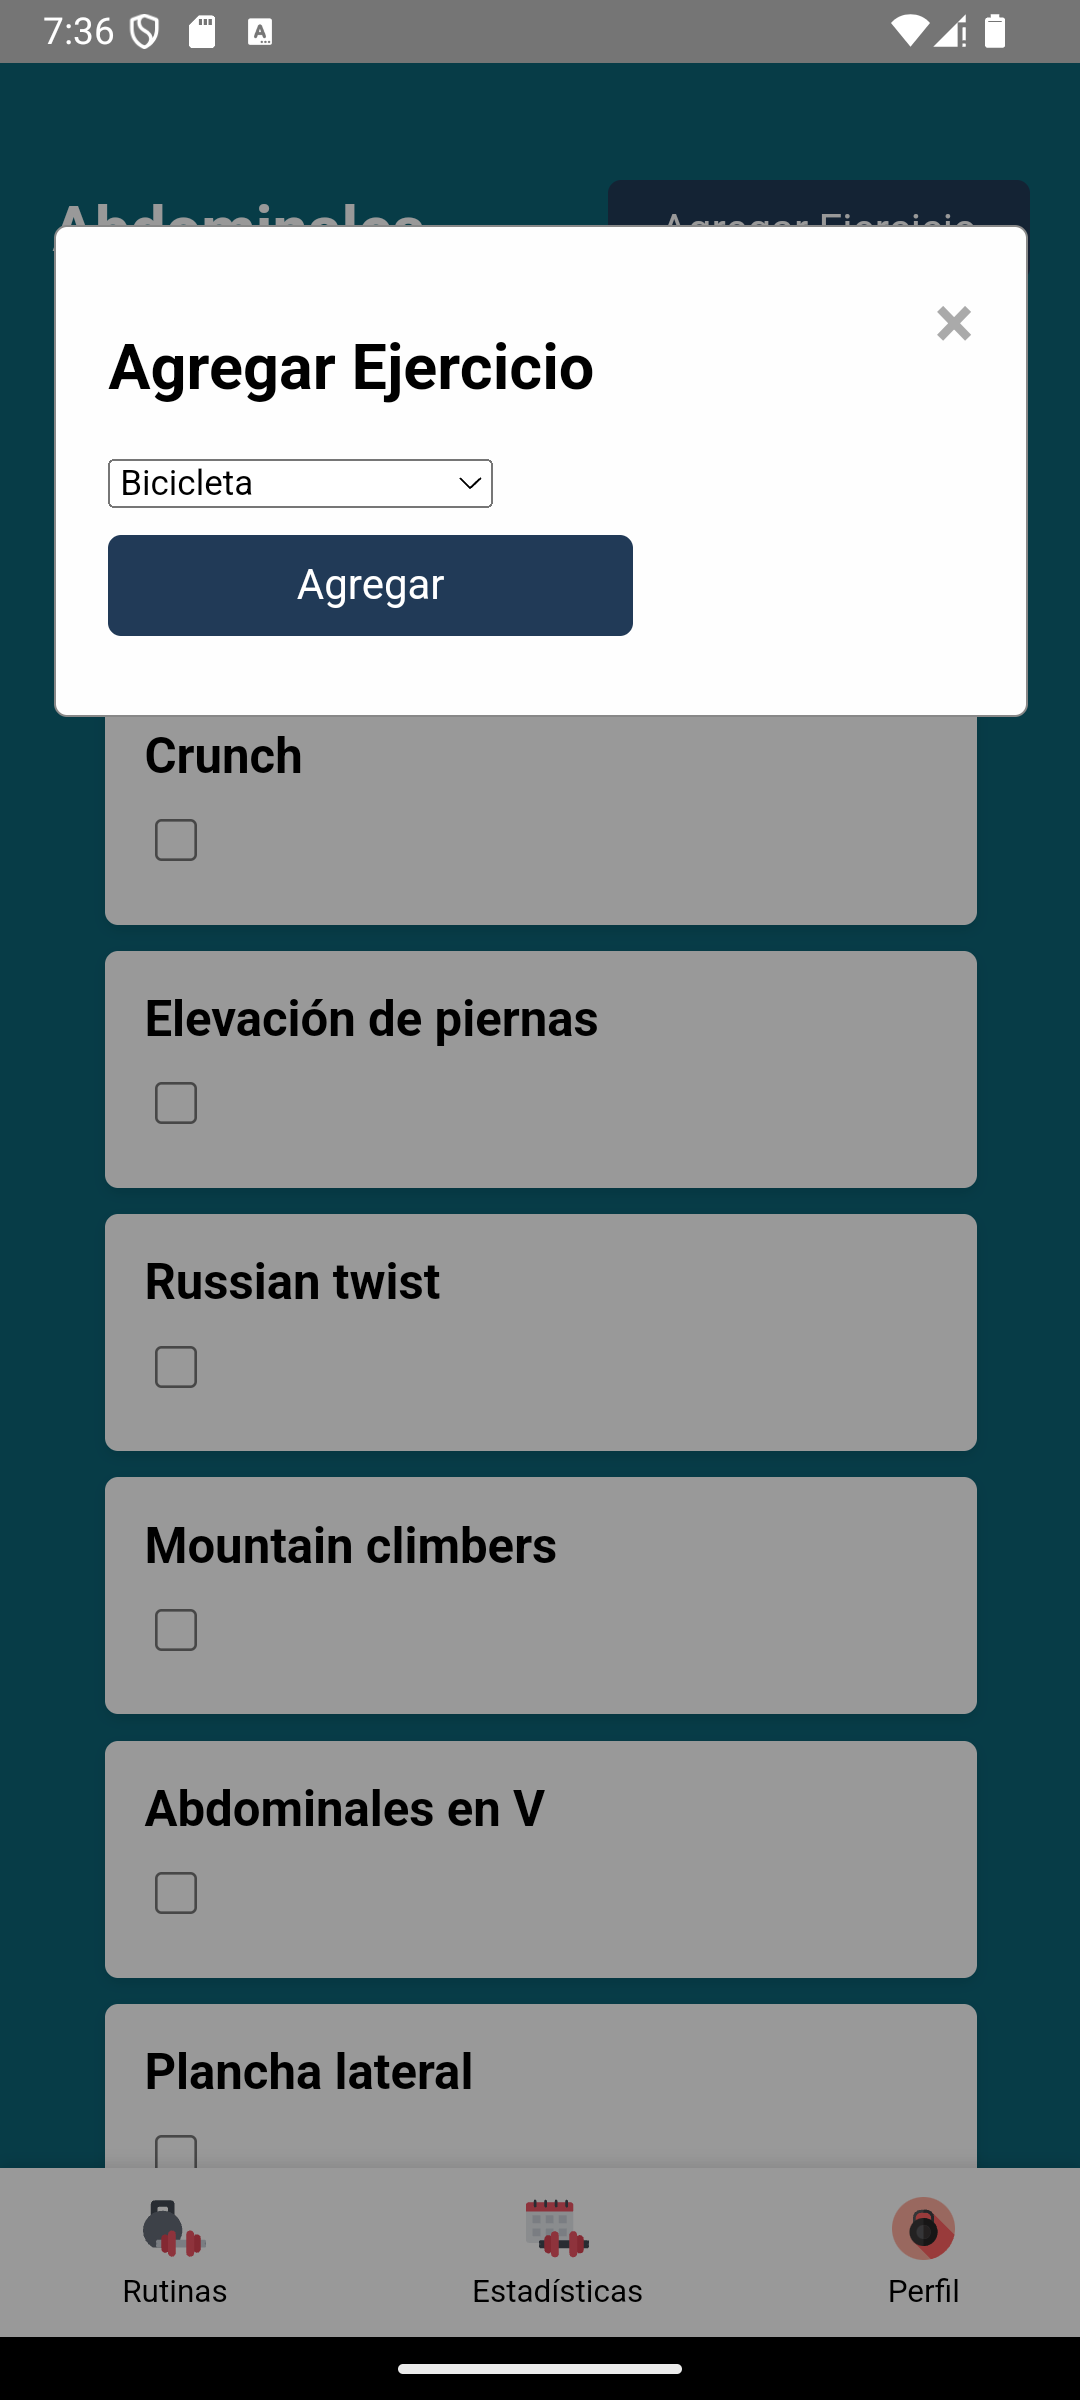 7:36
Abdominales
Agregar Ejercicio
×
Agregar Ejercicio
Bicicleta
Agregar
Crunch
Elevación de piernas
Russian twist
Mountain climbers
Abdominales en V
Plancha lateral
Rutinas
Estadísticas
Perfil